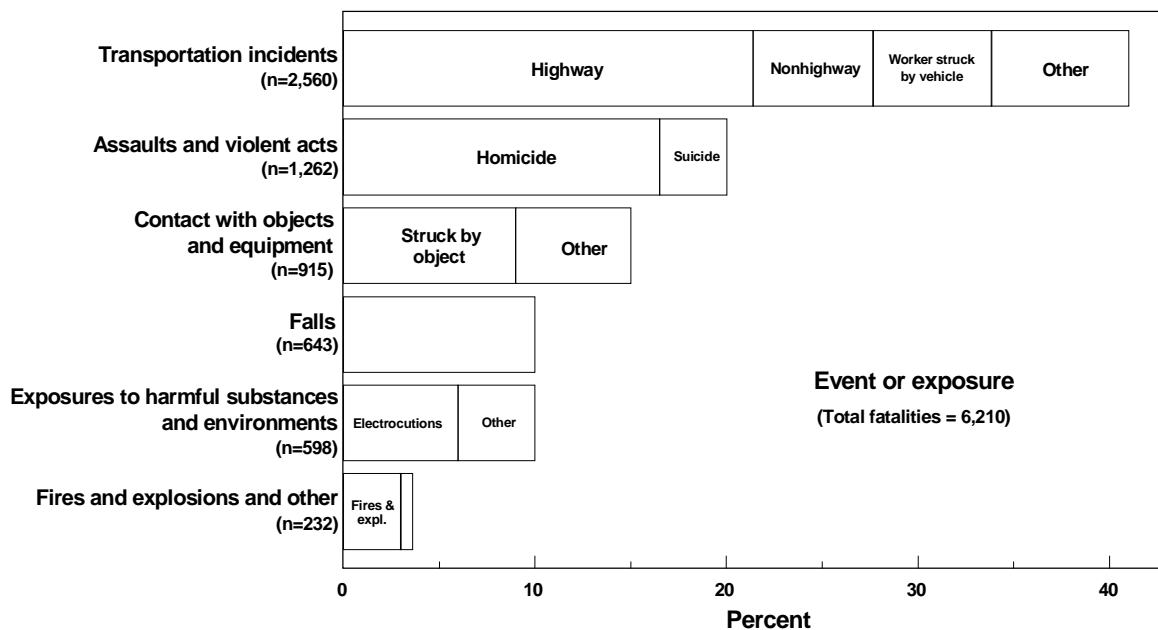 Transportation incidents
(n=2,560)
Highway
Nonhighway
Worker struck
by vehicle
Other
Assaults and violent acts
(n=1,262)
Homicide
Suicide
Contact with objects
and equipment
(n=915)
Struck by
object
Other
Falls
(n=643)
Exposures to harmful substances
and environments
(n=598)
Electrocutions
Other
Event or exposure
(Total fatalities = 6,210)
Fires and explosions and other
(n=232)
Fires &
expl.
0
10
20
30
40
Percent